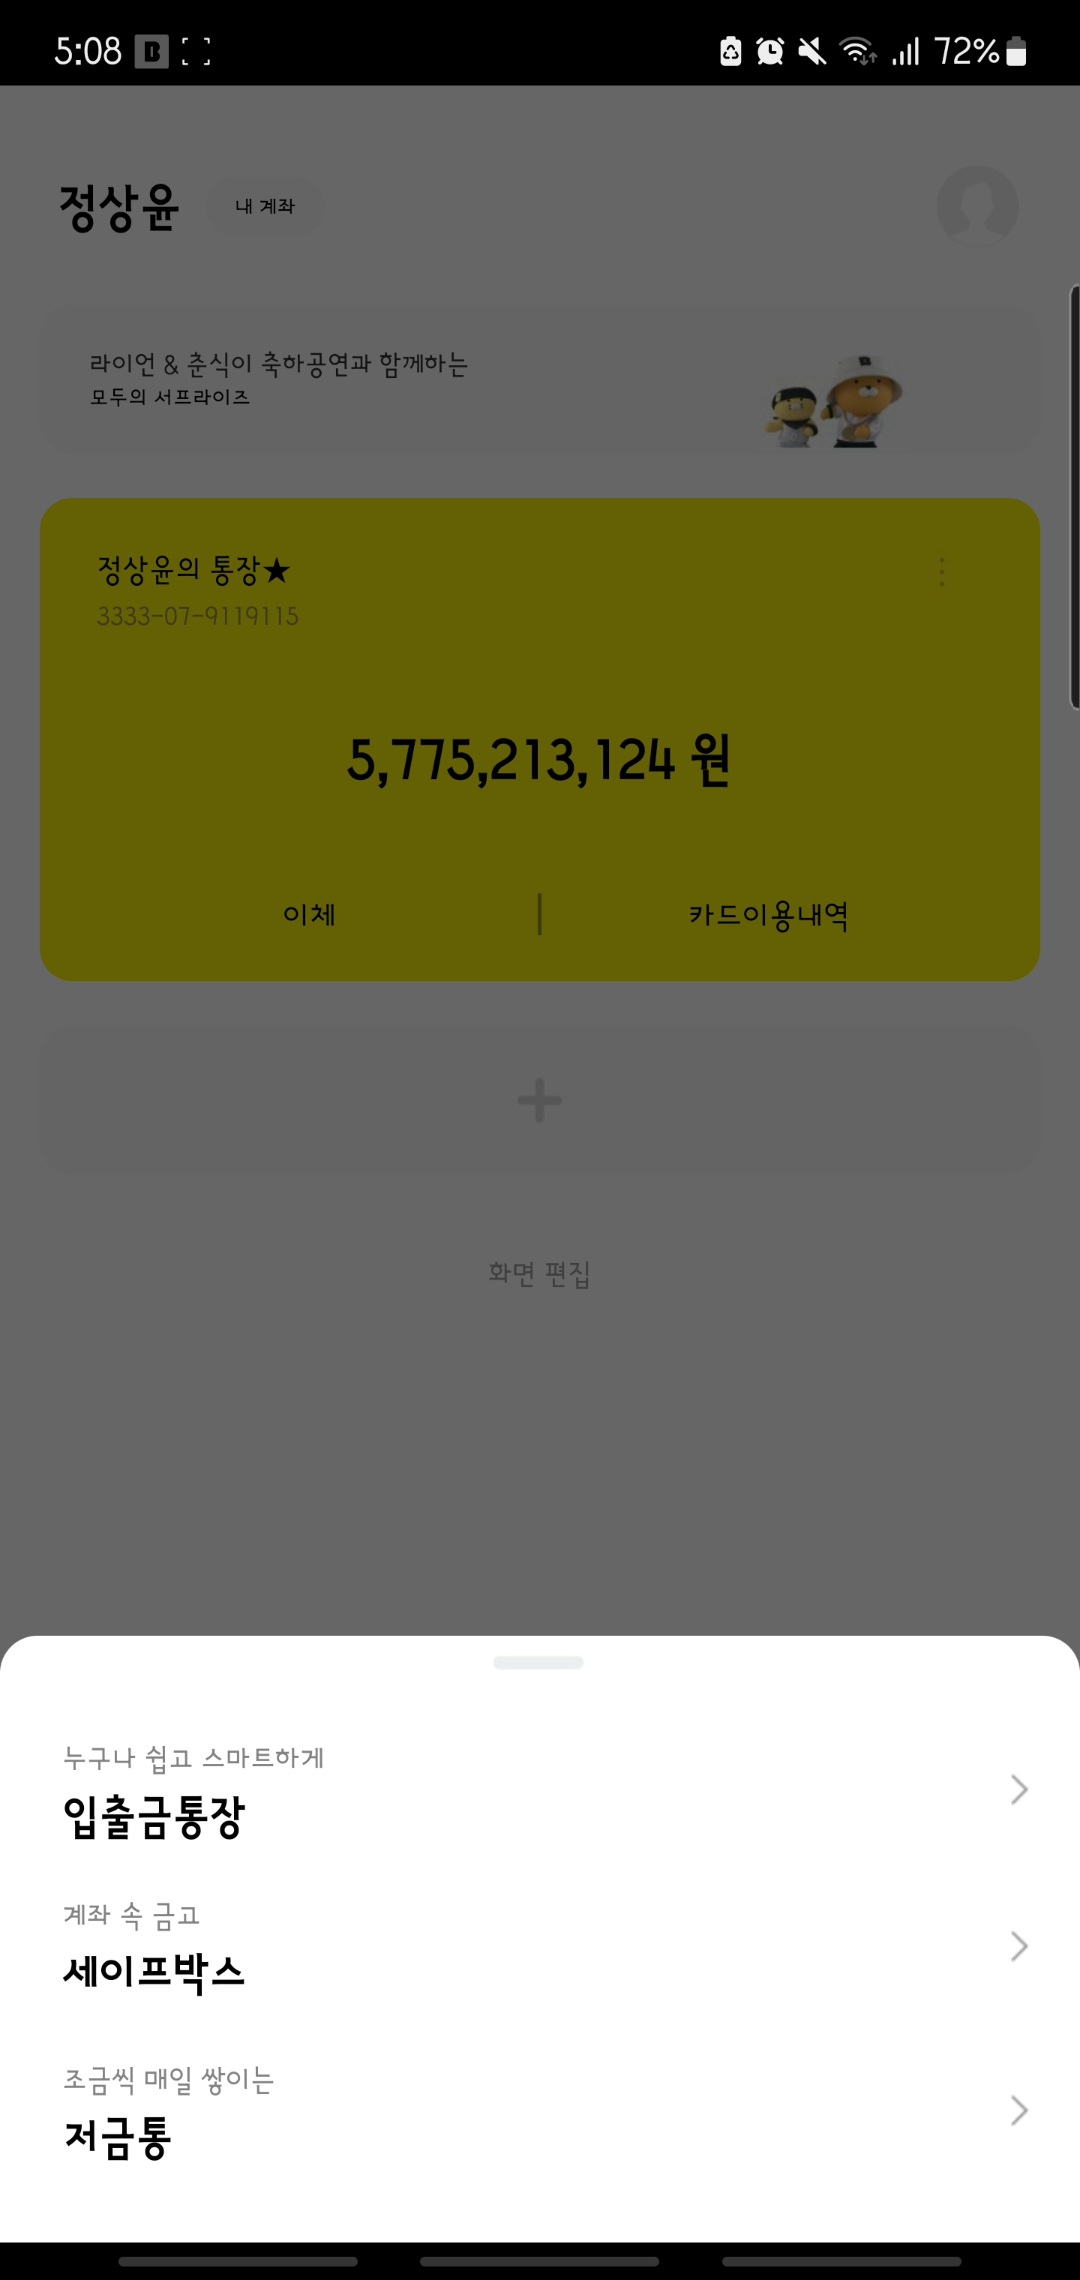 5:08 B 72%
정상윤 내 계좌
라이언 & 춘식이 축하공연과 함께하는
모두의 서프라이즈
정상윤의 통장★
3333-07-9119115
5,775,213,124 원
이체 카드이용내역
화면 편집
누구나 쉽고 스마트하게
입출금통장
계좌 속 금고
세이프박스
조금씩 매일 쌓이는
저금통